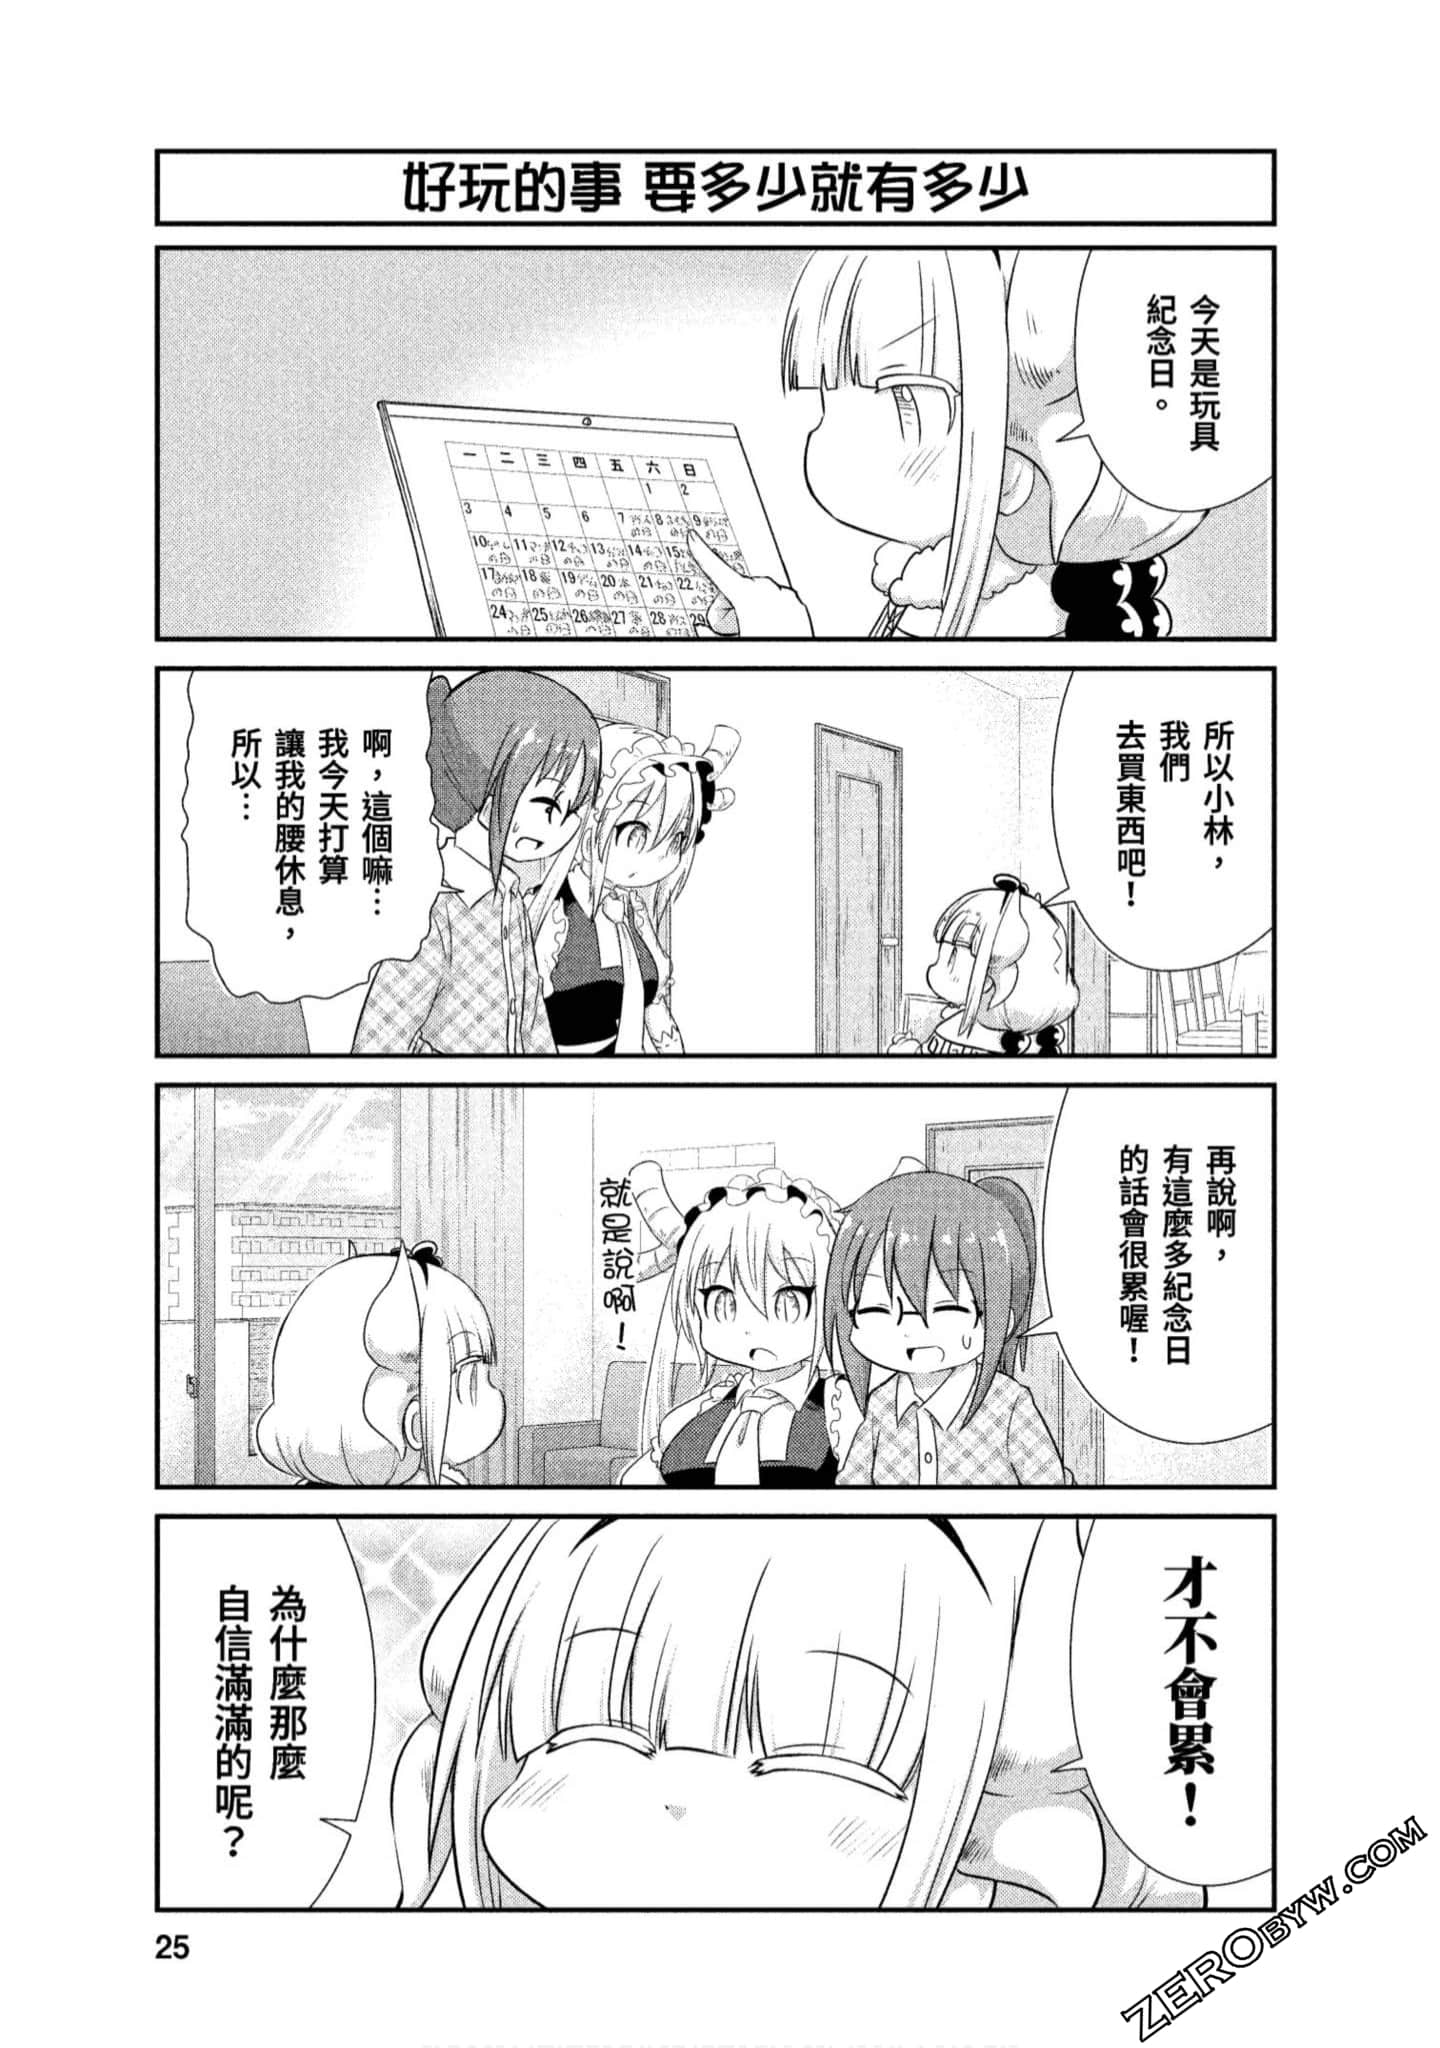 好玩的事 要多少就有多少
今天是玩具
紀念日。
一 二 三 四 五 六 日
1 2
3 4 5 6 7 8 9
10 11 12 13 14 15
17 18 19 20 21 22
24 25 26 27 28 29
所以小林，
我們
去買東西吧！
啊，這個嘛…
我今天打算
讓我的腰休息，
所以…
再說啊，
有這麼多紀念日
的話會很累喔！
就是說啊！
才不會累！
為什麼那麼
自信滿滿的呢？
25
ZEROBYW.COM